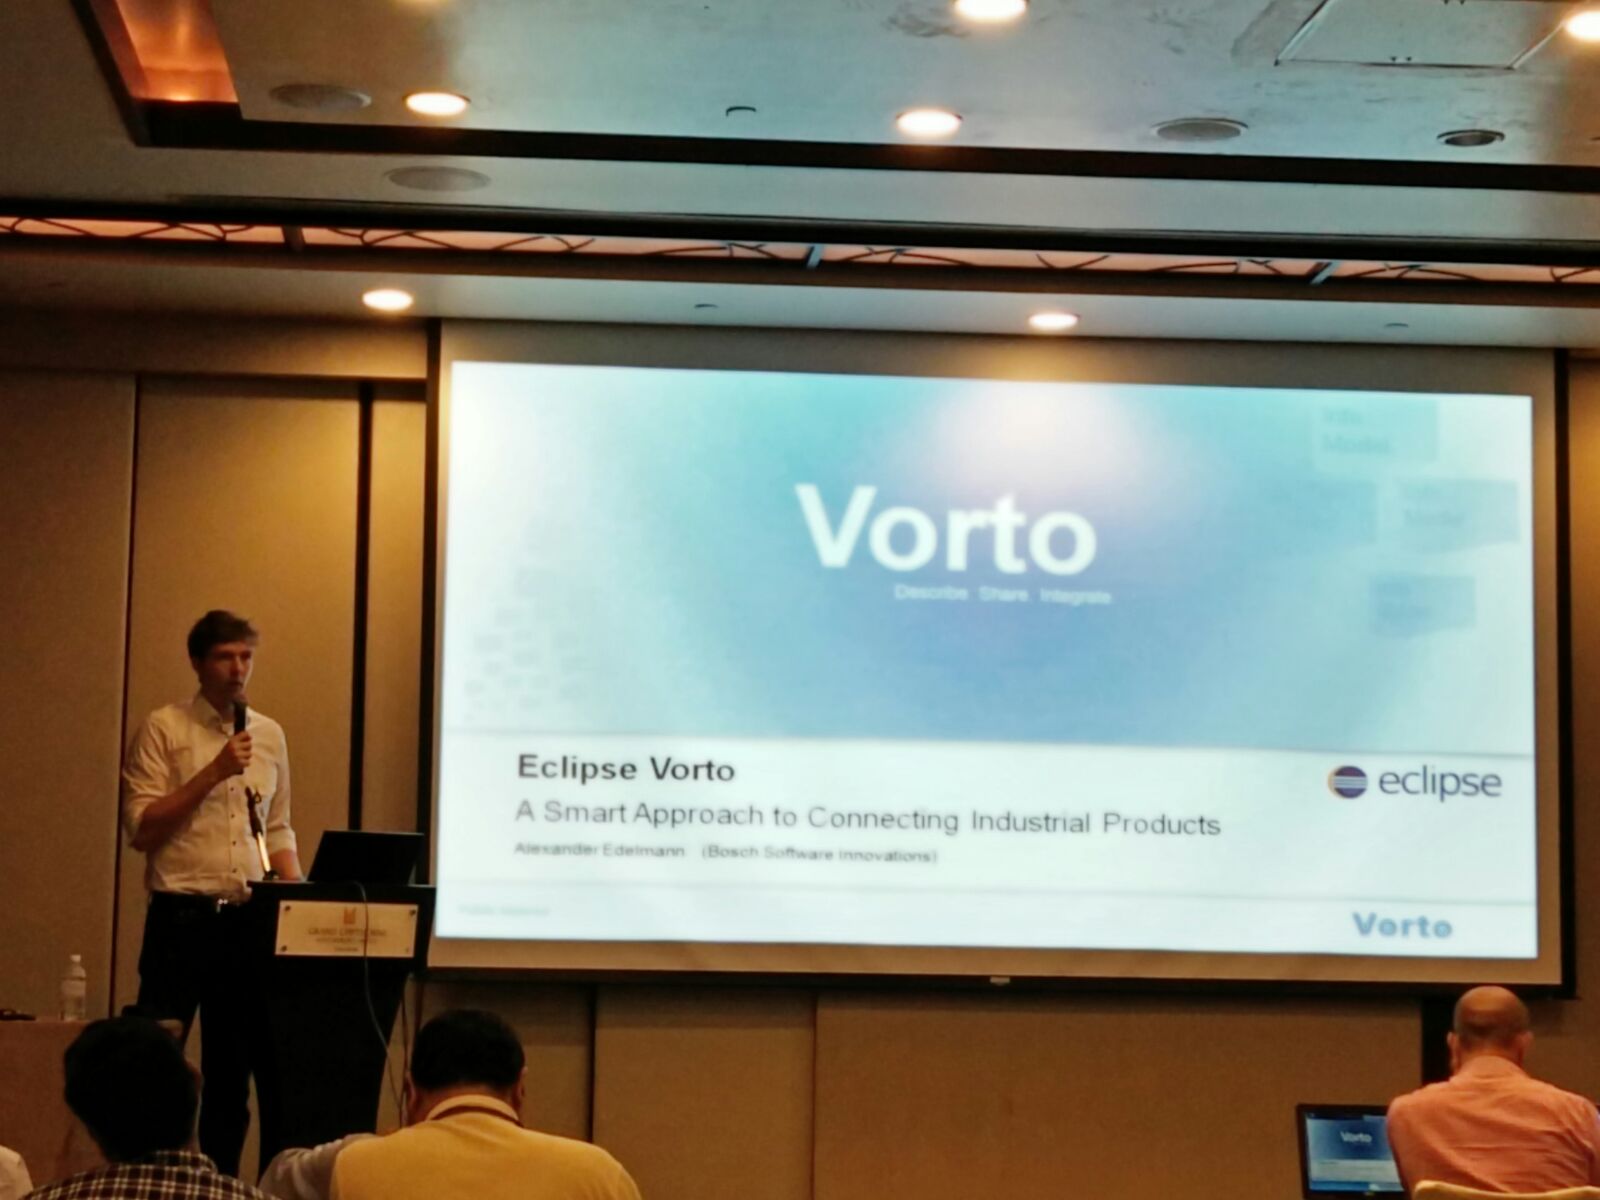 Vorto
Describe. Share. Integrate.
Eclipse Vorto
eclipse
A Smart Approach to Connecting Industrial Products
Alexander Edelmann (Bosch Software Innovations)
Vorto
Vorto